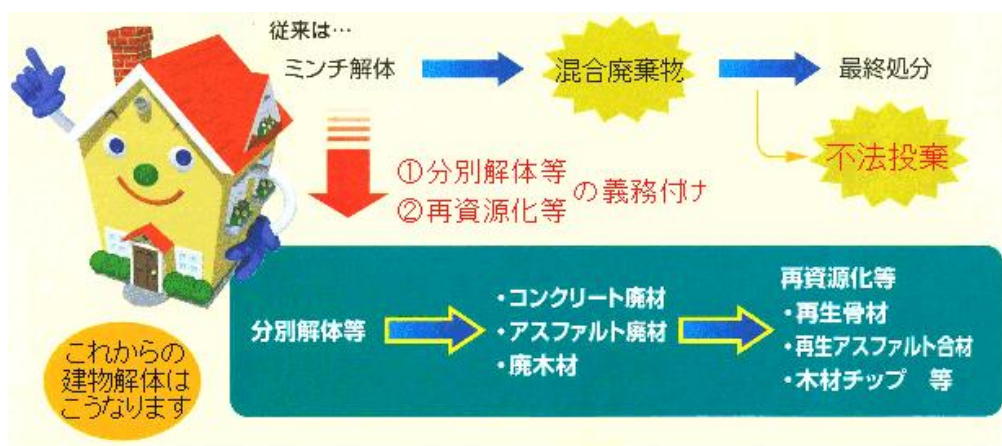 従来は…
ミンチ解体
混合廃棄物
最終処分
不法投棄
①分別解体等
②再資源化等
の義務付け
これからの
建物解体は
こうなります
分別解体等
・コンクリート廃材
・アスファルト廃材
・廃木材
再資源化等
・再生骨材
・再生アスファルト合材
・木材チップ 等